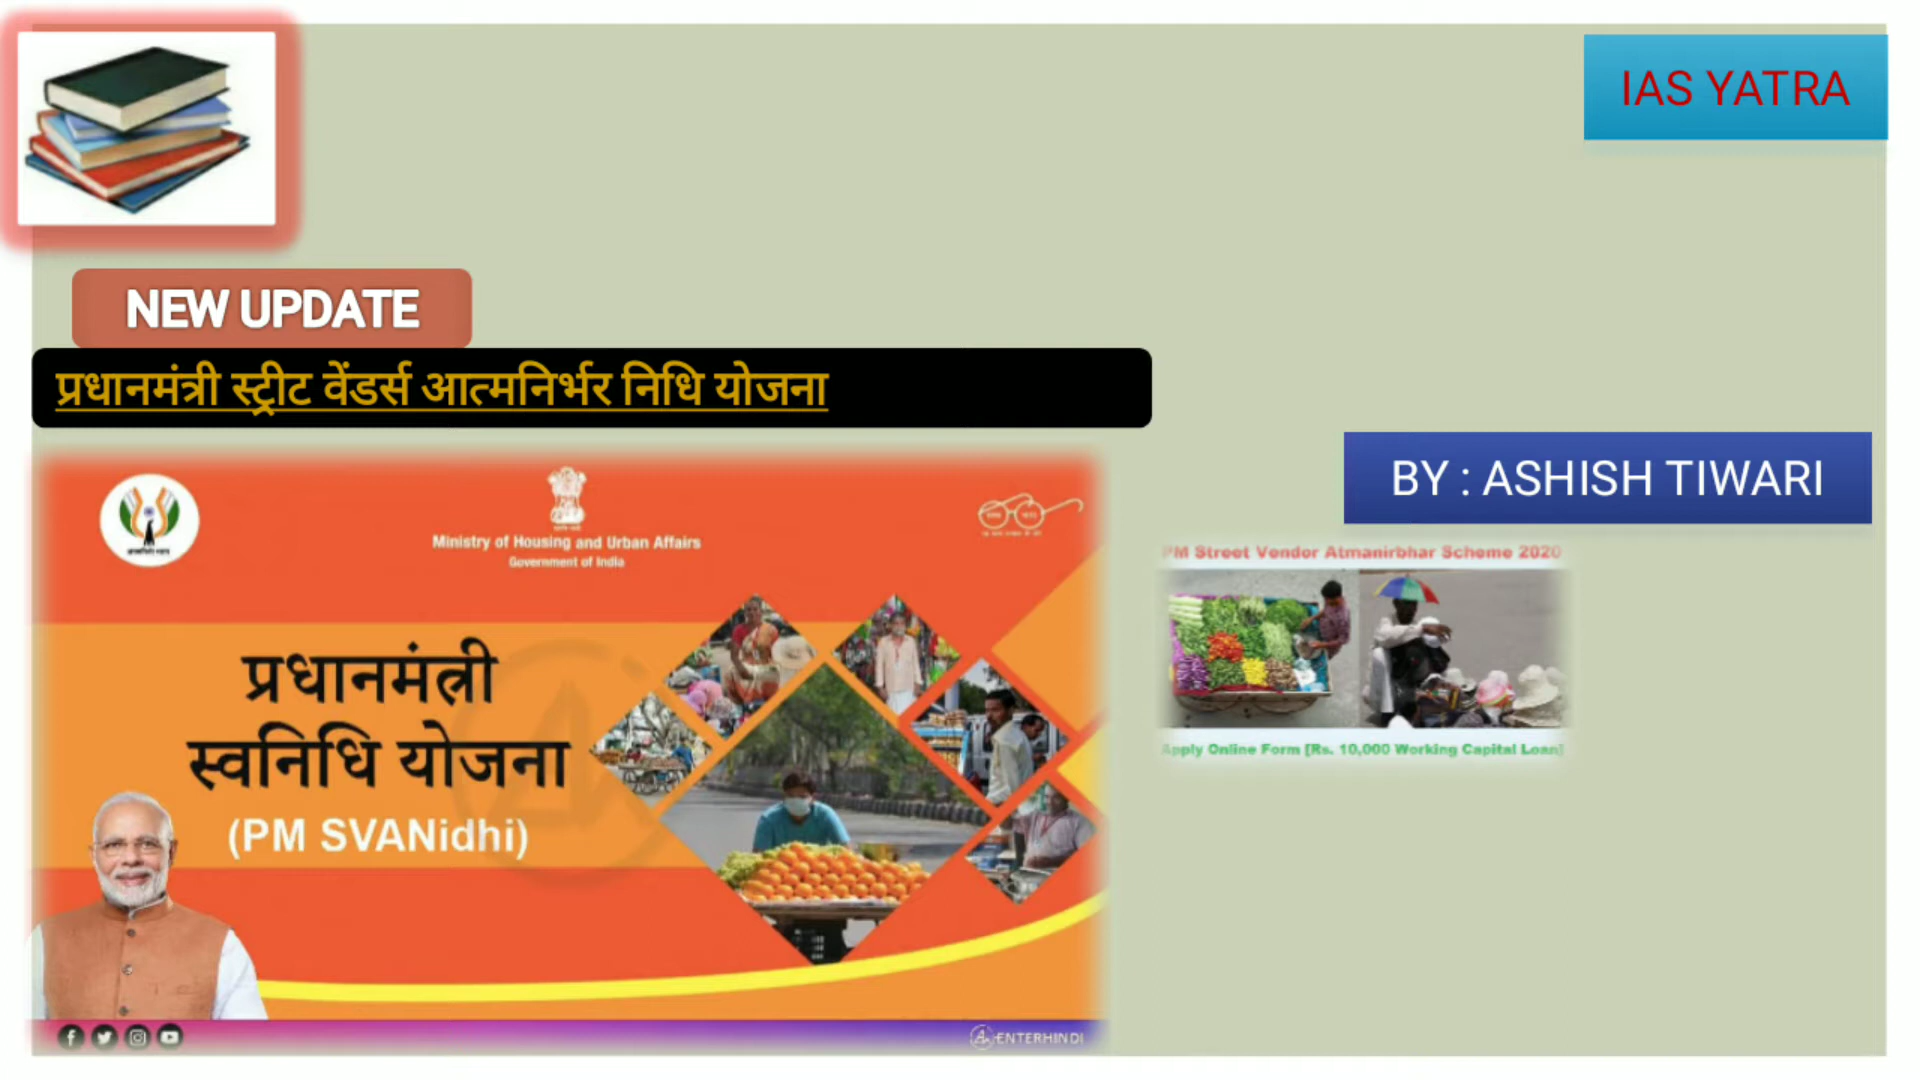 IAS YATRA
NEW UPDATE
प्रधानमंत्री स्ट्रीट वेंडर्स आत्मनिर्भर निधि योजना
BY : ASHISH TIWARI
Ministry of Housing and Urban Affairs
Government of India
प्रधानमंत्री
स्वनिधि योजना
(PM SVANidhi)
ENTERHINDI
PM Street Vendor Atmanirbhar Scheme 2020
Apply Online Form [Rs. 10,000 Working Capital Loan]